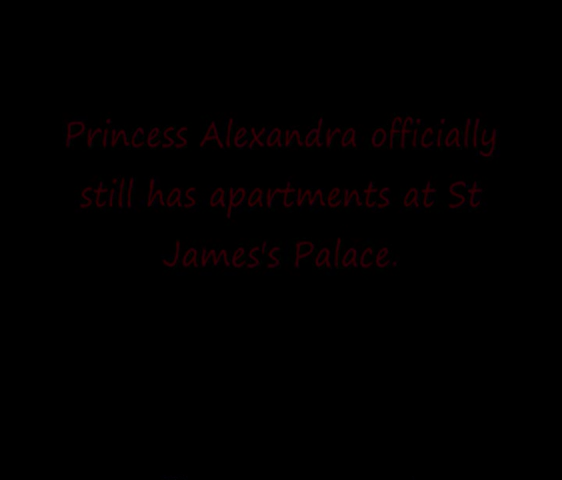 Princess Alexandra officially
still has apartments at St
James's Palace.